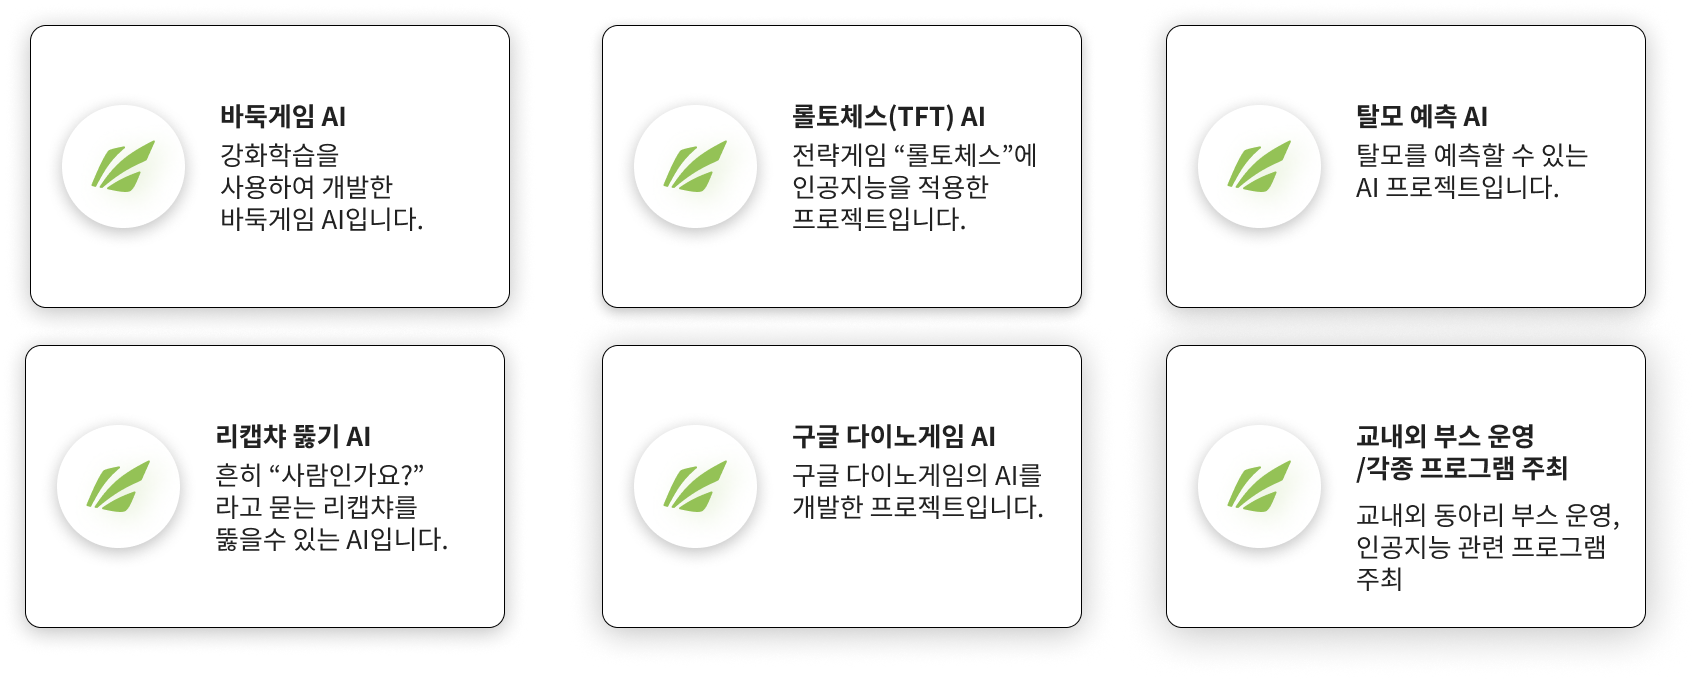 바둑게임 AI
강화학습을
사용하여 개발한
바둑게임 AI입니다.
롤토체스(TFT) AI
전략게임 “롤토체스”에
인공지능을 적용한
프로젝트입니다.
탈모 예측 AI
탈모를 예측할 수 있는
AI 프로젝트입니다.
리캡챠 뚫기 AI
흔히 “사람인가요?”
라고 묻는 리캡챠를
뚫을수 있는 AI입니다.
구글 다이노게임 AI
구글 다이노게임의 AI를
개발한 프로젝트입니다.
교내외 부스 운영
/각종 프로그램 주최
교내외 동아리 부스 운영,
인공지능 관련 프로그램
주최